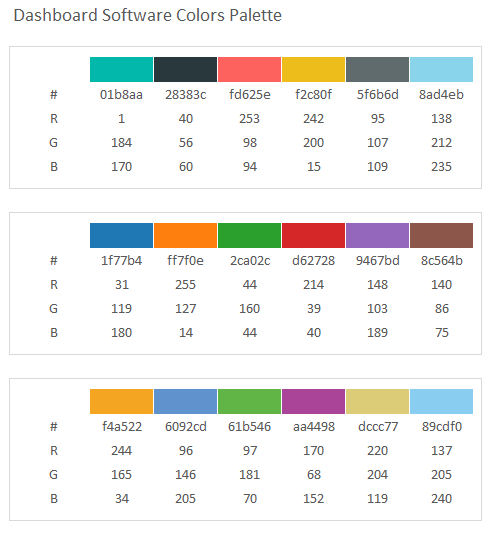 Dashboard Software Colors Palette
# 01b8aa 28383c fd625e f2c80f 5f6b6d 8ad4eb
R 1 40 253 242 95 138
G 184 56 98 200 107 212
B 170 60 94 15 109 235
# 1f77b4 ff7f0e 2ca02c d62728 9467bd 8c564b
R 31 255 44 214 148 140
G 119 127 160 39 103 86
B 180 14 44 40 189 75
# f4a522 6092cd 61b546 aa4498 dccc77 89cdf0
R 244 96 97 170 220 137
G 165 146 181 68 204 205
B 34 205 70 152 119 240